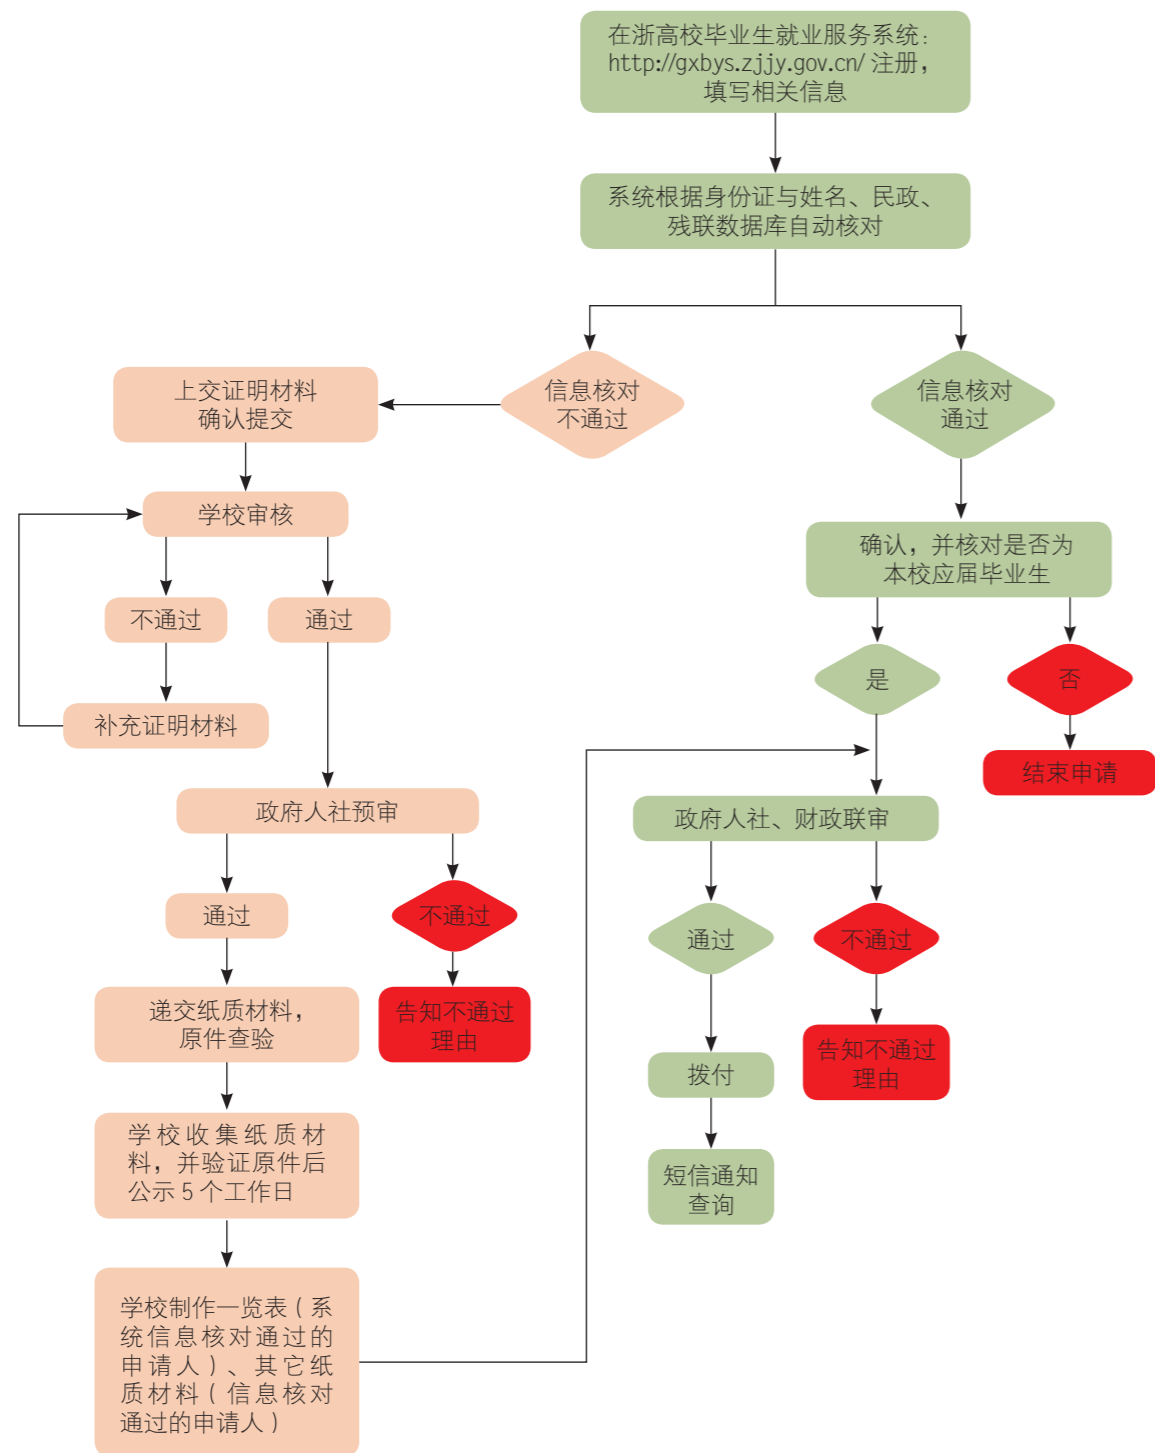 在浙高校毕业生就业服务系统：
http://gxbys.zjjy.gov.cn/ 注册，
填写相关信息
系统根据身份证与姓名、民政、
残联数据库自动核对
信息核对
不通过
信息核对
通过
上交证明材料
确认提交
学校审核
不通过
通过
补充证明材料
确认，并核对是否为
本校应届毕业生
是
否
结束申请
政府人社预审
通过
不通过
告知不通过
理由
递交纸质材料，
原件查验
学校收集纸质材
料，并验证原件后
公示 5 个工作日
学校制作一览表（系
统信息核对通过的
申请人）、其它纸
质材料（信息核对
通过的申请人）
政府人社、财政联审
通过
不通过
告知不通过
理由
拨付
短信通知
查询